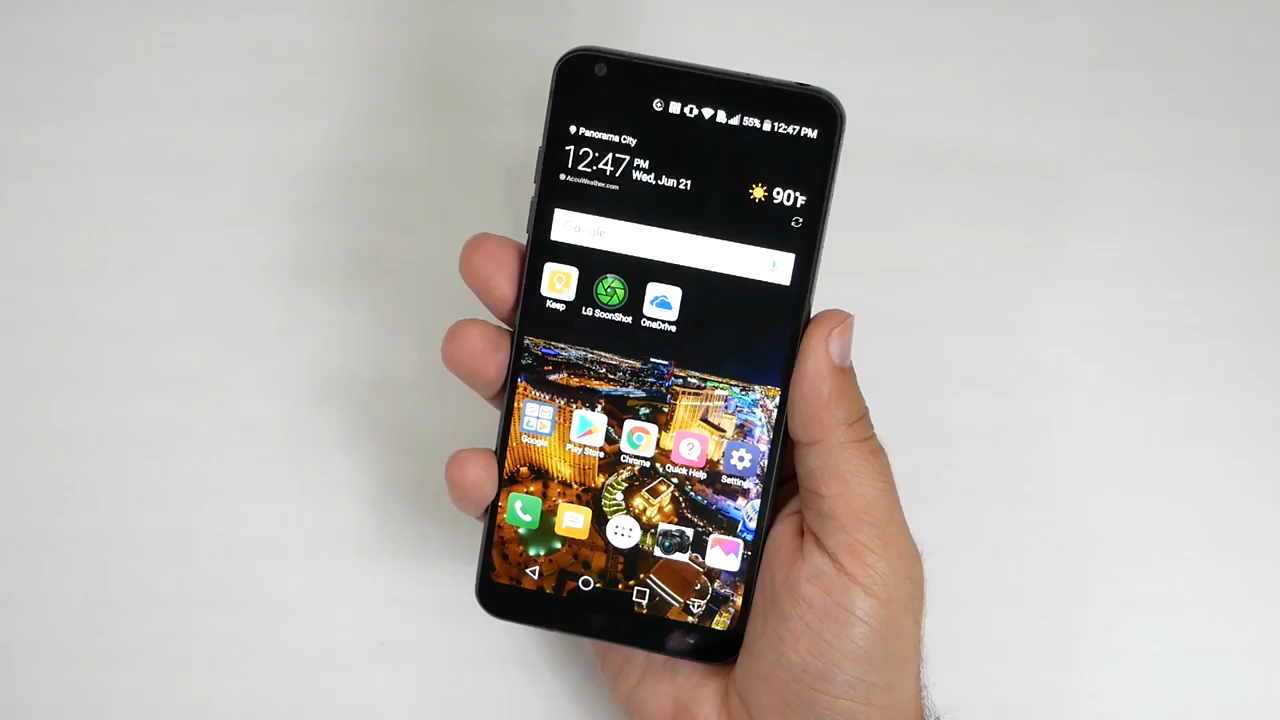 55% 12:47 PM
Panorama City
12:47 PM
Wed, Jun 21
AccuWeather.com
90°F
Google
Keep
LG SoonShot
OneDrive
Google
Play Store
Chrome
Quick Help
Settings